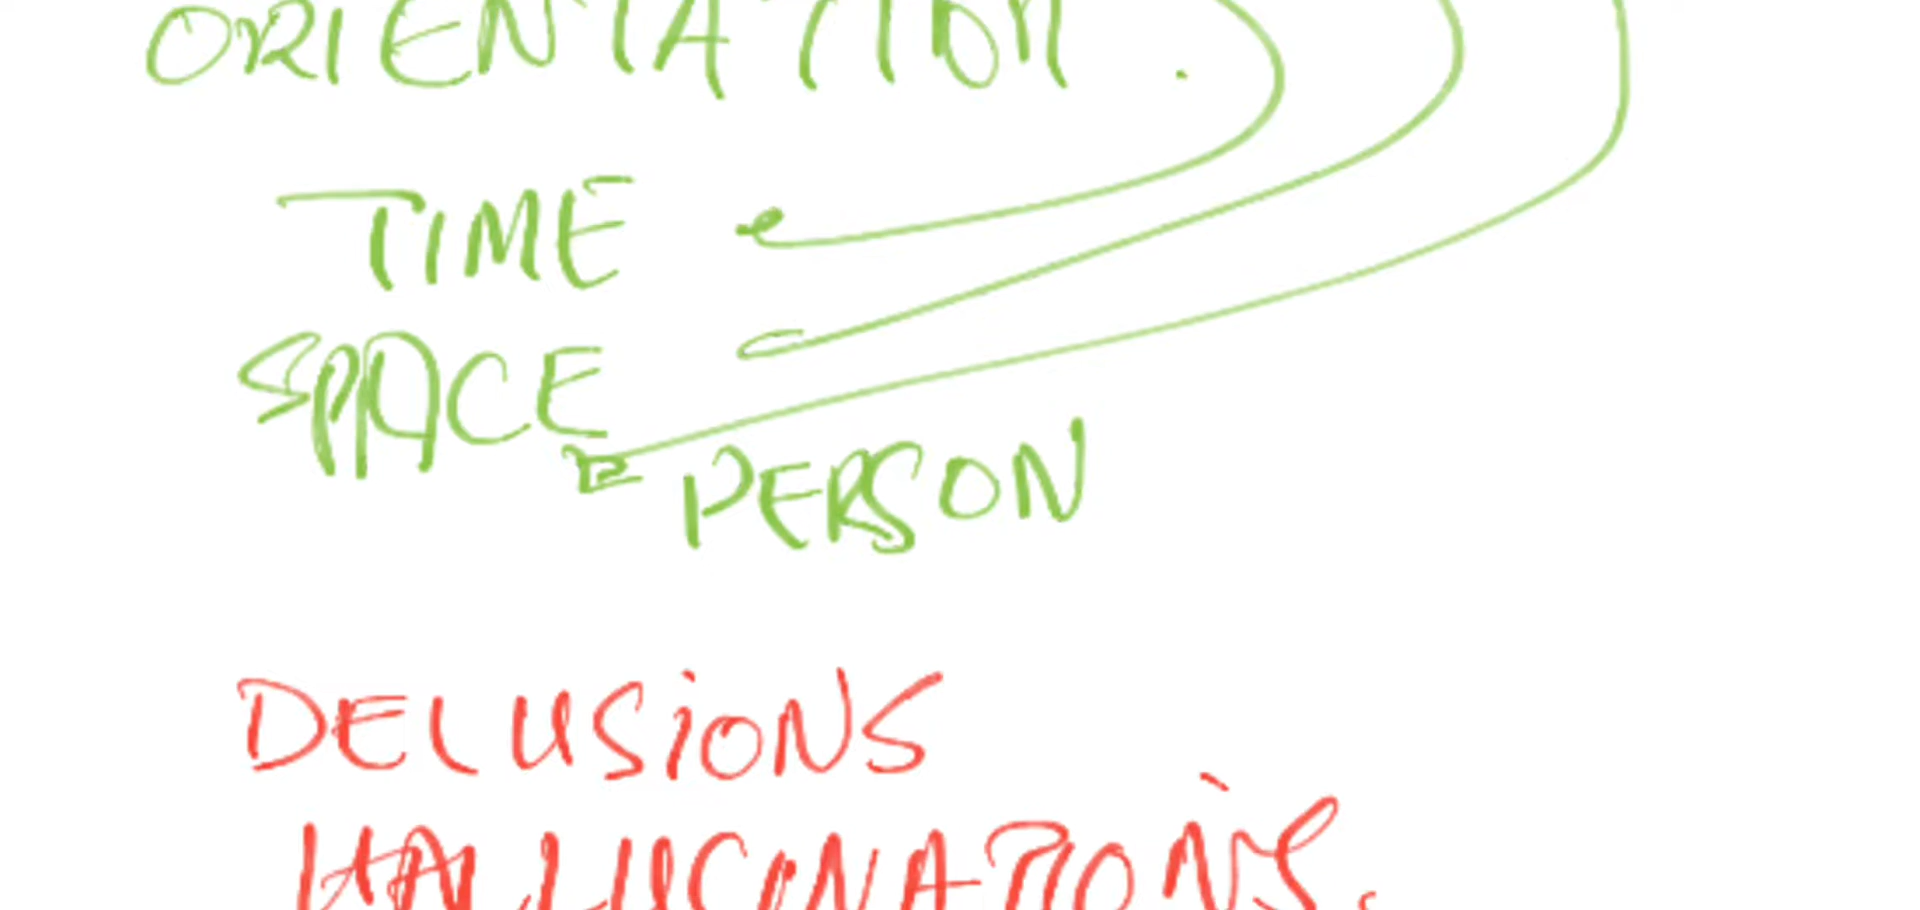 ORIENTATION.
TIME
SPACE
PERSON
DELUSIONS
HALLUCINATIONS.